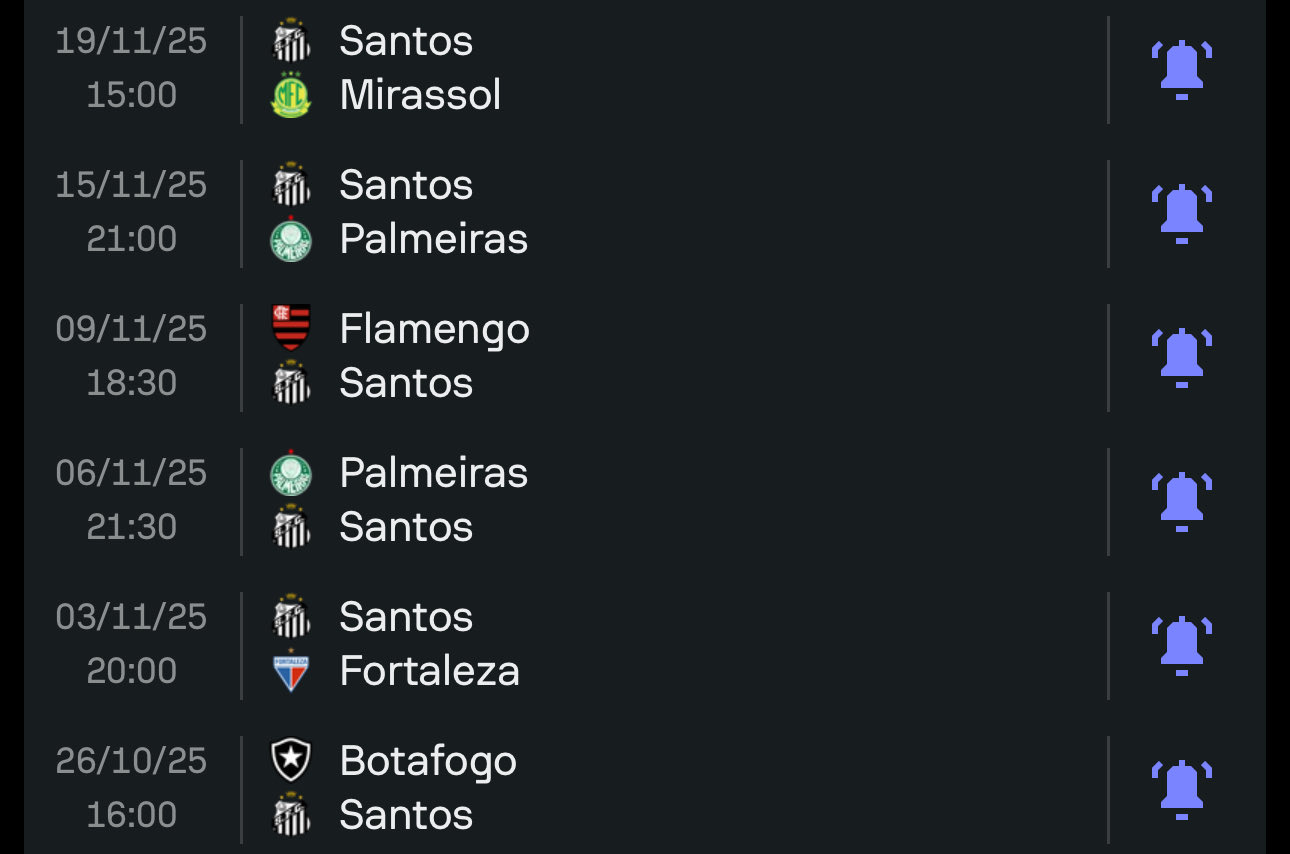 19/11/25
15:00
Santos
Mirassol
15/11/25
21:00
Santos
Palmeiras
09/11/25
18:30
Flamengo
Santos
06/11/25
21:30
Palmeiras
Santos
03/11/25
20:00
Santos
Fortaleza
26/10/25
16:00
Botafogo
Santos